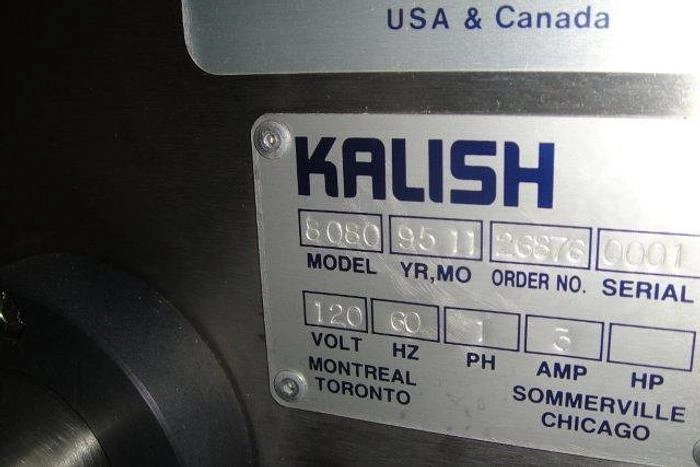 USA & Canada
KALISH
8080 95 11 26876 0001
MODEL YR,MO ORDER NO. SERIAL
120 60 1 3
VOLT HZ PH AMP HP
MONTREAL SOMMERVILLE
TORONTO CHICAGO